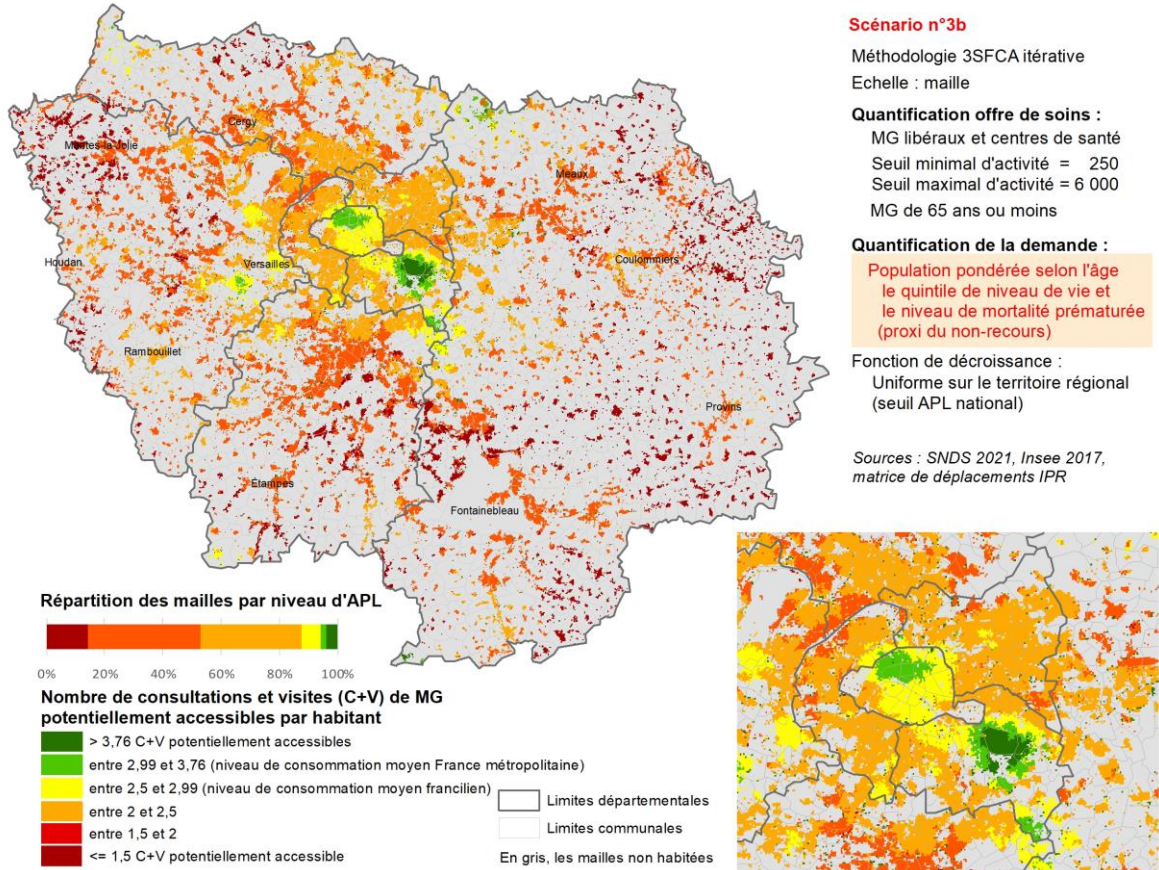 Scénario n°3b
Méthodologie 3SFCA itérative
Echelle : maille
Quantification offre de soins :
MG libéraux et centres de santé
Seuil minimal d'activité = 250
Seuil maximal d'activité = 6 000
MG de 65 ans ou moins
Quantification de la demande :
Population pondérée selon l'âge
le quintile de niveau de vie et
le niveau de mortalité prématurée
(proxi du non-recours)
Fonction de décroissance :
Uniforme sur le territoire régional
(seuil APL national)
Sources : SNDS 2021, Insee 2017,
matrice de déplacements IPR
Cergy
Mantes-la-Jolie
Meaux
Houdan
Versailles
Coulommiers
Rambouillet
Provins
Étampes
Fontainebleau
Répartition des mailles par niveau d'APL
0% 20% 40% 60% 80% 100%
Nombre de consultations et visites (C+V) de MG
potentiellement accessibles par habitant
> 3,76 C+V potentiellement accessibles
entre 2,99 et 3,76 (niveau de consommation moyen France métropolitaine)
entre 2,5 et 2,99 (niveau de consommation moyen francilien)
entre 2 et 2,5
entre 1,5 et 2
<= 1,5 C+V potentiellement accessible
Limites départementales
Limites communales
En gris, les mailles non habitées